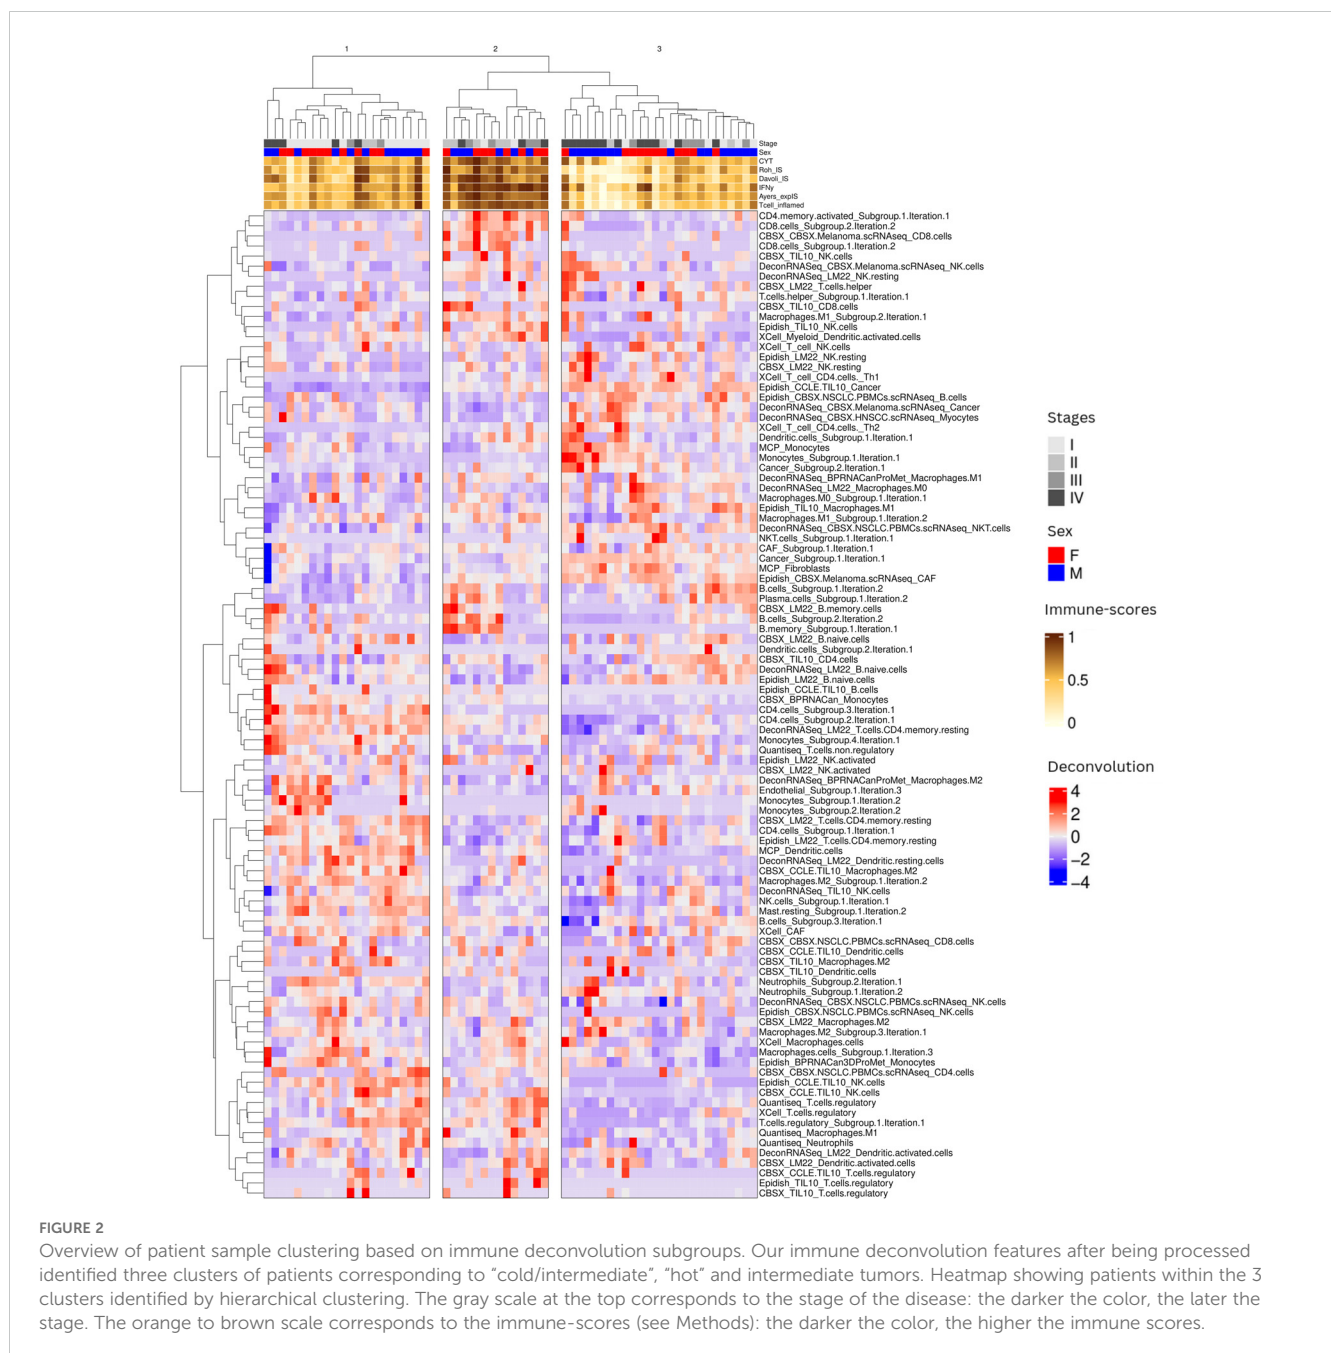 1 2 3
Stage
Sex
CYT
Roh_IS
Davoli_IS
IFNy
Ayers_expIS
Tcell_inflamed
CD4.memory.activated_Subgroup.1.Iteration.1
CD8.cells_Subgroup.2.Iteration.2
CBSX_CBSX.Melanoma.scRNAseq_CD8.cells
CD8.cells_Subgroup.1.Iteration.2
CBSX_TIL10_NK.cells
DeconRNASeq_CBSX.Melanoma.scRNAseq_NK.cells
DeconRNASeq_LM22_NK.resting
CBSX_LM22_T.cells.helper
T.cells.helper_Subgroup.1.Iteration.1
CBSX_TIL10_CD8.cells
Macrophages.M1_Subgroup.2.Iteration.1
Epidish_TIL10_NK.cells
XCell_Myeloid_Dendritic.activated.cells
XCell_T_cell_NK.cells
Epidish_LM22_NK.resting
CBSX_LM22_NK.resting
XCell_T_cell_CD4.cells._Th1
Epidish_CCLE.TIL10_Cancer
Epidish_CBSX.NSCLC.PBMCs.scRNAseq_B.cells
DeconRNASeq_CBSX.Melanoma.scRNAseq_Cancer
DeconRNASeq_CBSX.HNSCC.scRNAseq_Myocytes
XCell_T_cell_CD4.cells._Th2
Dendritic.cells_Subgroup.1.Iteration.1
MCP_Monocytes
Monocytes_Subgroup.1.Iteration.1
Cancer_Subgroup.2.Iteration.1
DeconRNASeq_BPRNACanProMet_Macrophages.M1
DeconRNASeq_LM22_Macrophages.M0
Macrophages.M0_Subgroup.1.Iteration.1
Epidish_TIL10_Macrophages.M1
Macrophages.M1_Subgroup.1.Iteration.2
DeconRNASeq_CBSX.NSCLC.PBMCs.scRNAseq_NKT.cells
NKT.cells_Subgroup.1.Iteration.1
CAF_Subgroup.1.Iteration.1
Cancer_Subgroup.1.Iteration.1
MCP_Fibroblasts
Epidish_CBSX.Melanoma.scRNAseq_CAF
B.cells_Subgroup.1.Iteration.2
Plasma.cells_Subgroup.1.Iteration.2
CBSX_LM22_B.memory.cells
B.cells_Subgroup.2.Iteration.2
B.memory_Subgroup.1.Iteration.1
CBSX_LM22_B.naive.cells
Dendritic.cells_Subgroup.2.Iteration.1
CBSX_TIL10_CD4.cells
DeconRNASeq_LM22_B.naive.cells
Epidish_LM22_B.naive.cells
Epidish_CCLE.TIL10_B.cells
CBSX_BPRNACan_Monocytes
CD4.cells_Subgroup.3.Iteration.1
CD4.cells_Subgroup.2.Iteration.1
DeconRNASeq_LM22_T.cells.CD4.memory.resting
Monocytes_Subgroup.4.Iteration.1
Quantiseq_T.cells.non.regulatory
Epidish_LM22_NK.activated
CBSX_LM22_NK.activated
DeconRNASeq_BPRNACanProMet_Macrophages.M2
Endothelial_Subgroup.1.Iteration.3
Monocytes_Subgroup.1.Iteration.2
Monocytes_Subgroup.2.Iteration.2
CBSX_LM22_T.cells.CD4.memory.resting
CD4.cells_Subgroup.1.Iteration.1
Epidish_LM22_T.cells.CD4.memory.resting
MCP_Dendritic.cells
DeconRNASeq_LM22_Dendritic.resting.cells
CBSX_CCLE.TIL10_Macrophages.M2
Macrophages.M2_Subgroup.1.Iteration.2
DeconRNASeq_TIL10_NK.cells
NK.cells_Subgroup.1.Iteration.1
Mast.resting_Subgroup.1.Iteration.2
B.cells_Subgroup.3.Iteration.1
XCell_CAF
CBSX_CBSX.NSCLC.PBMCs.scRNAseq_CD8.cells
CBSX_CCLE.TIL10_Dendritic.cells
CBSX_TIL10_Macrophages.M2
CBSX_TIL10_Dendritic.cells
Neutrophils_Subgroup.2.Iteration.1
Neutrophils_Subgroup.1.Iteration.2
DeconRNASeq_CBSX.NSCLC.PBMCs.scRNAseq_NK.cells
Epidish_CBSX.NSCLC.PBMCs.scRNAseq_NK.cells
CBSX_LM22_Macrophages.M2
Macrophages.M2_Subgroup.3.Iteration.1
XCell_Macrophages.cells
Macrophages.cells_Subgroup.1.Iteration.3
Epidish_BPRNACan3DProMet_Monocytes
CBSX_CBSX.NSCLC.PBMCs.scRNAseq_CD4.cells
Epidish_CCLE.TIL10_NK.cells
CBSX_CCLE.TIL10_NK.cells
Quantiseq_T.cells.regulatory
XCell_T.cells.regulatory
T.cells.regulatory_Subgroup.1.Iteration.1
Quantiseq_Macrophages.M1
Quantiseq_Neutrophils
DeconRNASeq_LM22_Dendritic.activated.cells
CBSX_LM22_Dendritic.activated.cells
CBSX_CCLE.TIL10_T.cells.regulatory
Epidish_TIL10_T.cells.regulatory
CBSX_TIL10_T.cells.regulatory
Stages
I
II
III
IV
Sex
F
M
Immune-scores
1
0.5
0
Deconvolution
4
2
0
−2
−4
FIGURE 2
Overview of patient sample clustering based on immune deconvolution subgroups. Our immune deconvolution features after being processed
identified three clusters of patients corresponding to “cold/intermediate”, “hot” and intermediate tumors. Heatmap showing patients within the 3
clusters identified by hierarchical clustering. The gray scale at the top corresponds to the stage of the disease: the darker the color, the later the
stage. The orange to brown scale corresponds to the immune-scores (see Methods): the darker the color, the higher the immune scores.